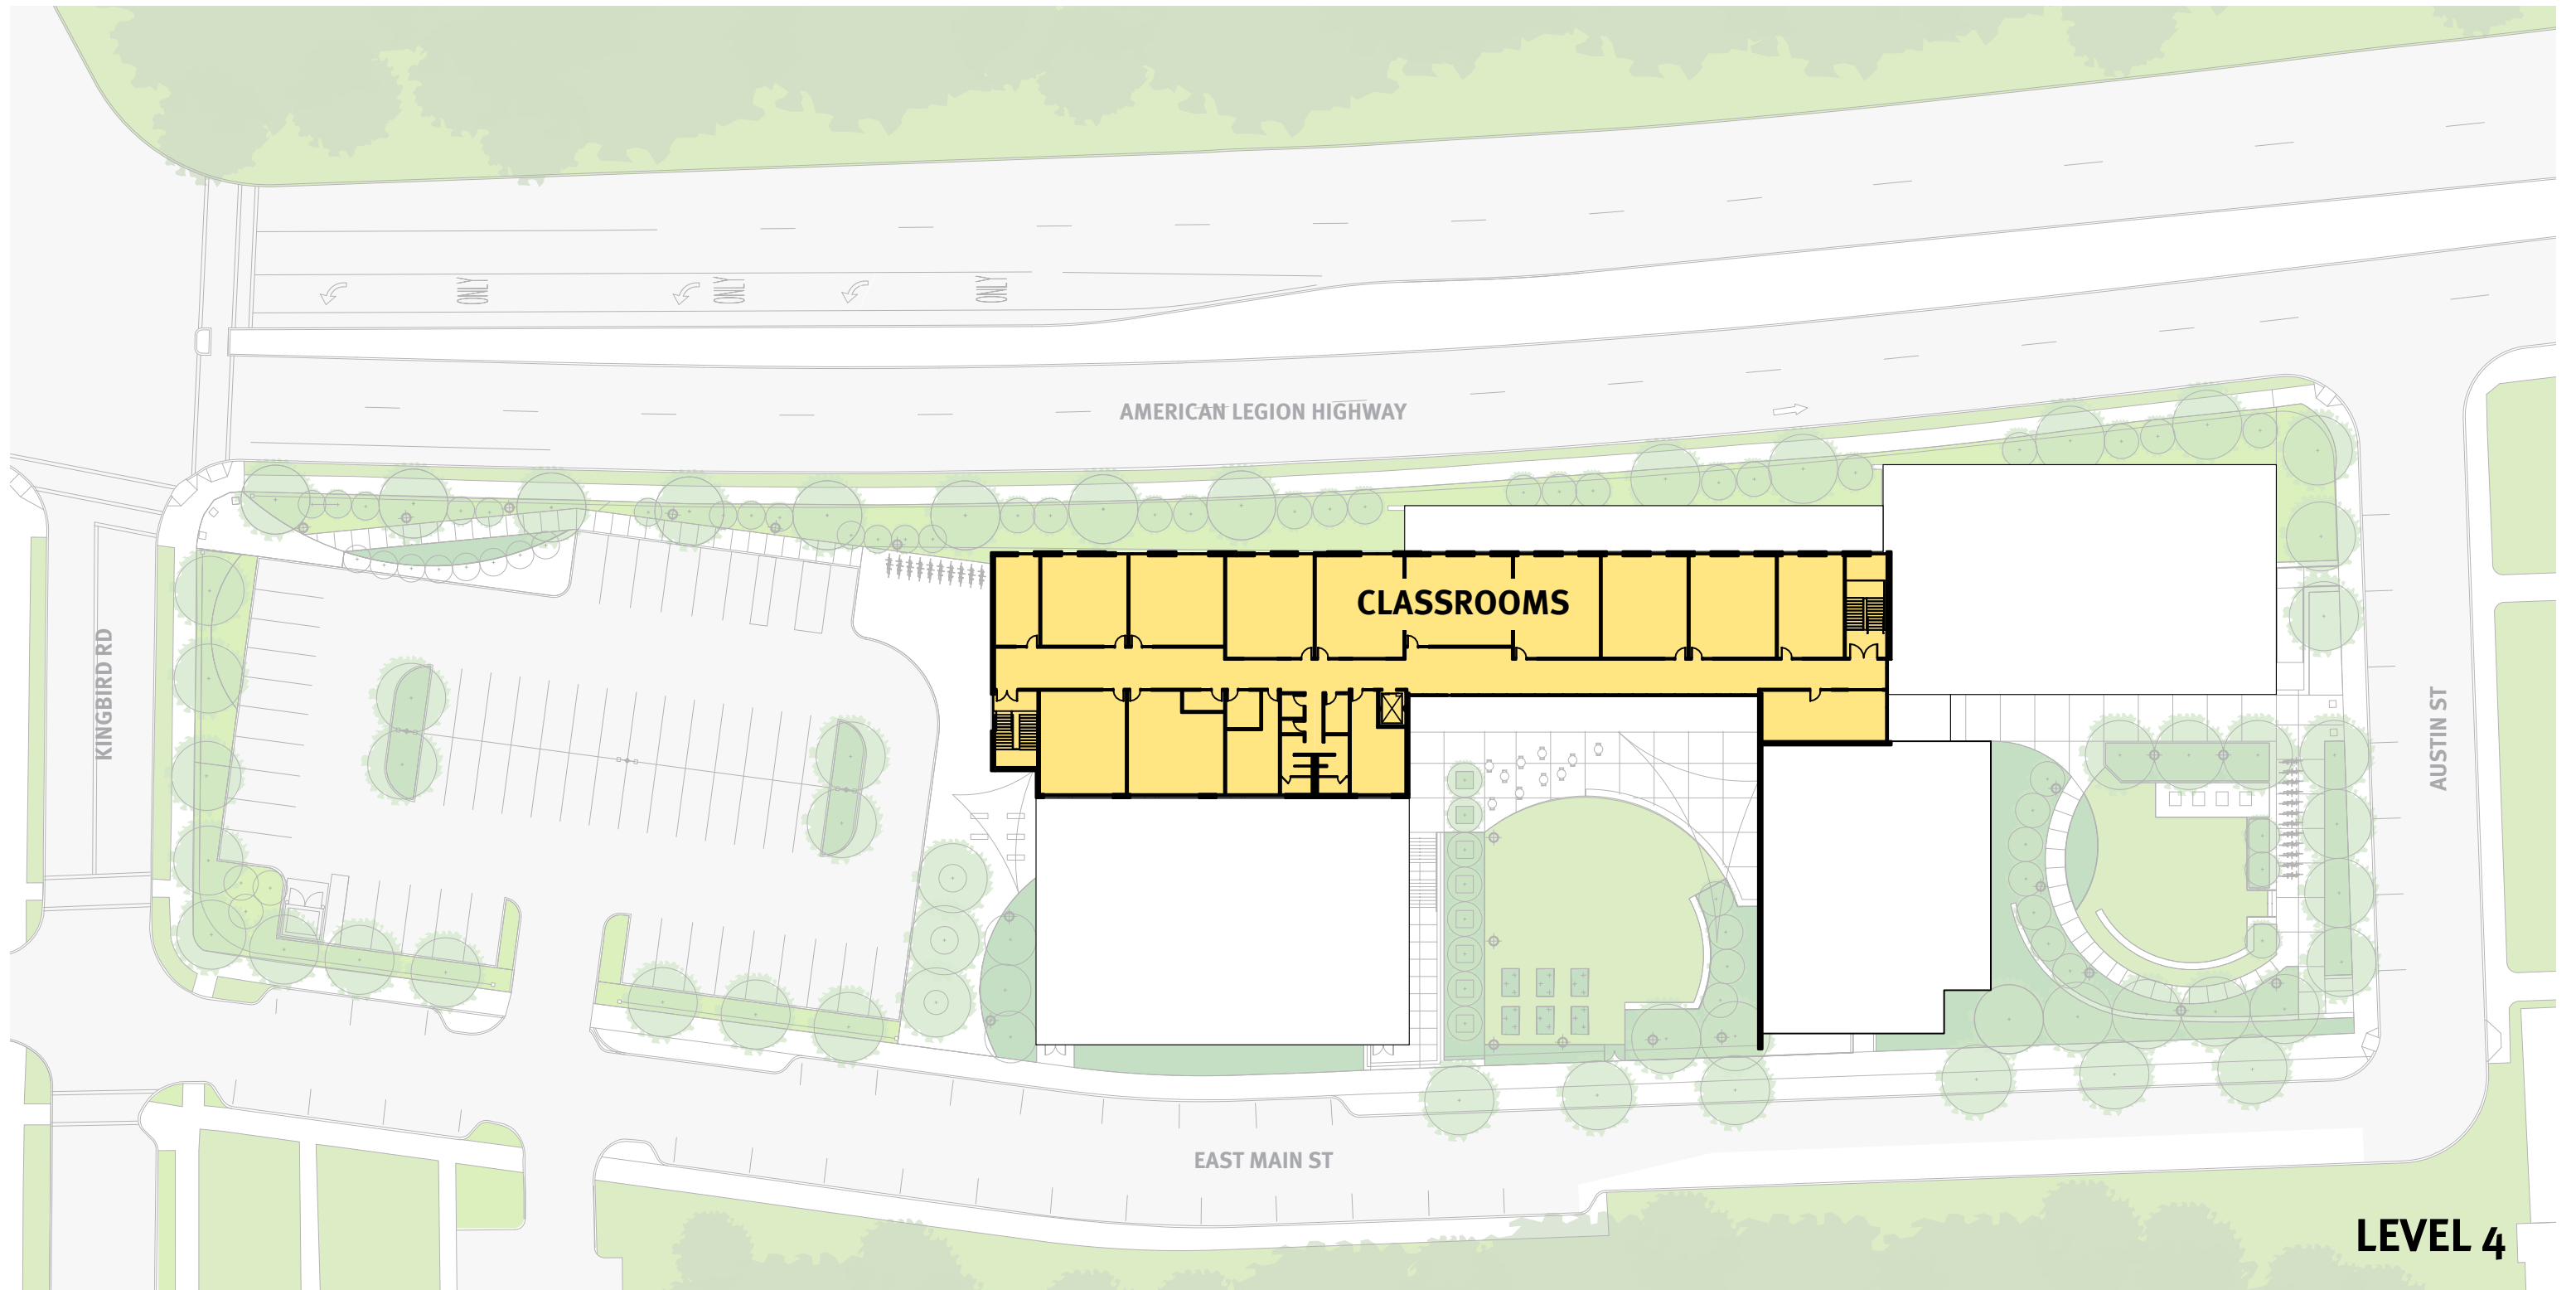 ONLY
ONLY
ONLY
AMERICAN LEGION HIGHWAY
CLASSROOMS
KINGBIRD RD
AUSTIN ST
EAST MAIN ST
LEVEL 4